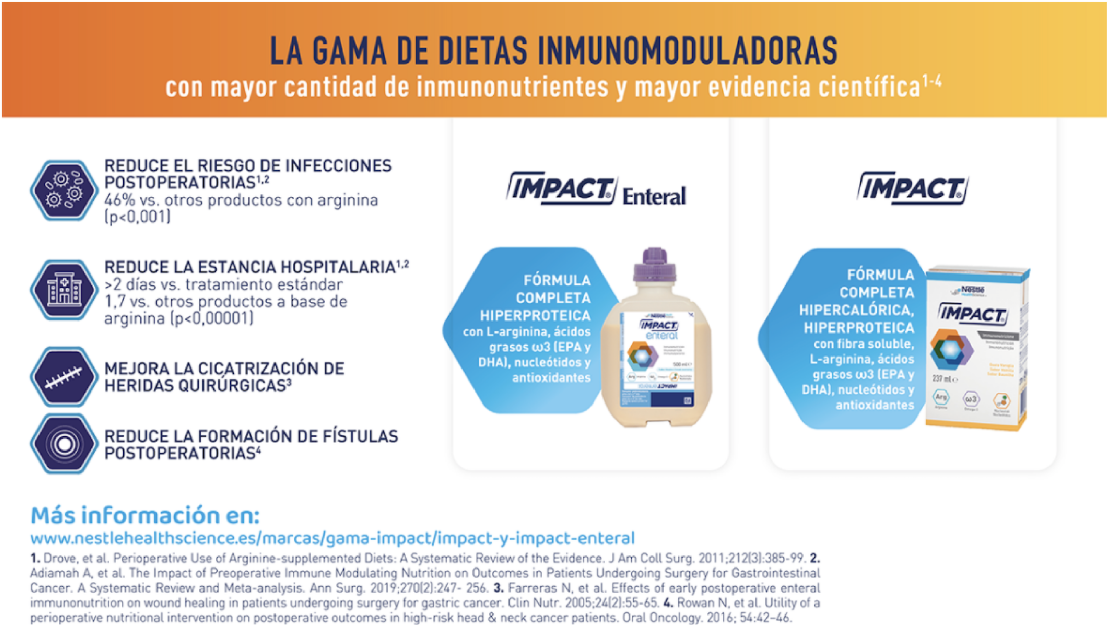 LA GAMA DE DIETAS INMUNOMODULADORAS
con mayor cantidad de inmunonutrientes y mayor evidencia científica¹⁻⁴
REDUCE EL RIESGO DE INFECCIONES
POSTOPERATORIAS¹,²
46% vs. otros productos con arginina
(p<0,001)
REDUCE LA ESTANCIA HOSPITALARIA¹,²
>2 días vs. tratamiento estándar
1,7 vs. otros productos a base de
arginina (p<0,00001)
MEJORA LA CICATRIZACIÓN DE
HERIDAS QUIRÚRGICAS³
REDUCE LA FORMACIÓN DE FÍSTULAS
POSTOPERATORIAS⁴
IMPACT® Enteral
FÓRMULA
COMPLETA
HIPERPROTEICA
con L-arginina, ácidos
grasos ω3 (EPA y
DHA), nucleótidos y
antioxidantes
IMPACT
enteral
IMPACT®
FÓRMULA
COMPLETA
HIPERCALÓRICA,
HIPERPROTEICA
con fibra soluble,
L-arginina, ácidos
grasos ω3 (EPA y
DHA), nucleótidos y
antioxidantes
Nestlé
HealthScience
IMPACT®
237 ml e
Arg
ω3
Más información en:
www.nestlehealthscience.es/marcas/gama-impact/impact-y-impact-enteral
1. Drove, et al. Perioperative Use of Arginine-supplemented Diets: A Systematic Review of the Evidence. J Am Coll Surg. 2011;212(3):385-99. 2.
Adiamah A, et al. The Impact of Preoperative Immune Modulating Nutrition on Outcomes in Patients Undergoing Surgery for Gastrointestinal
Cancer. A Systematic Review and Meta-analysis. Ann Surg. 2019;270(2):247- 256. 3. Farreras N, et al. Effects of early postoperative enteral
immunonutrition on wound healing in patients undergoing surgery for gastric cancer. Clin Nutr. 2005;24(2):55-65. 4. Rowan N, et al. Utility of a
perioperative nutritional intervention on postoperative outcomes in high-risk head & neck cancer patients. Oral Oncology. 2016; 54:42–46.